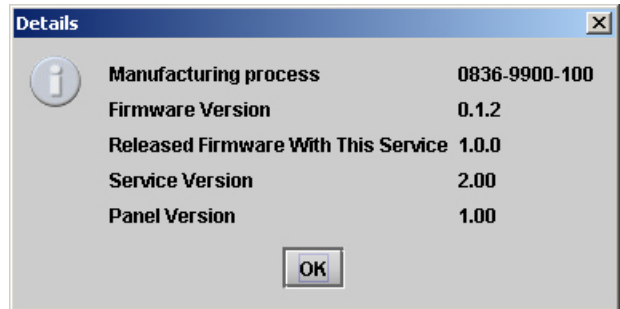 Details
Manufacturing process 0836-9900-100
Firmware Version 0.1.2
Released Firmware With This Service 1.0.0
Service Version 2.00
Panel Version 1.00
OK